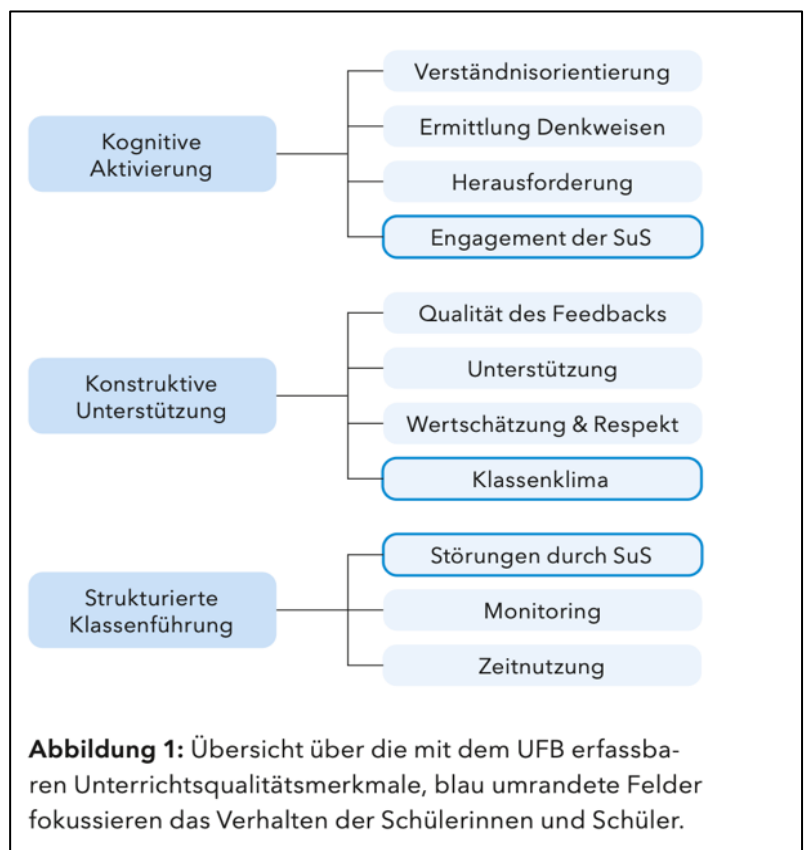 Kognitive
Aktivierung
Verständnisorientierung
Ermittlung Denkweisen
Herausforderung
Engagement der SuS
Konstruktive
Unterstützung
Qualität des Feedbacks
Unterstützung
Wertschätzung & Respekt
Klassenklima
Strukturierte
Klassenführung
Störungen durch SuS
Monitoring
Zeitnutzung
Abbildung 1: Übersicht über die mit dem UFB erfassba-
ren Unterrichtsqualitätsmerkmale, blau umrandete Felder
fokussieren das Verhalten der Schülerinnen und Schüler.